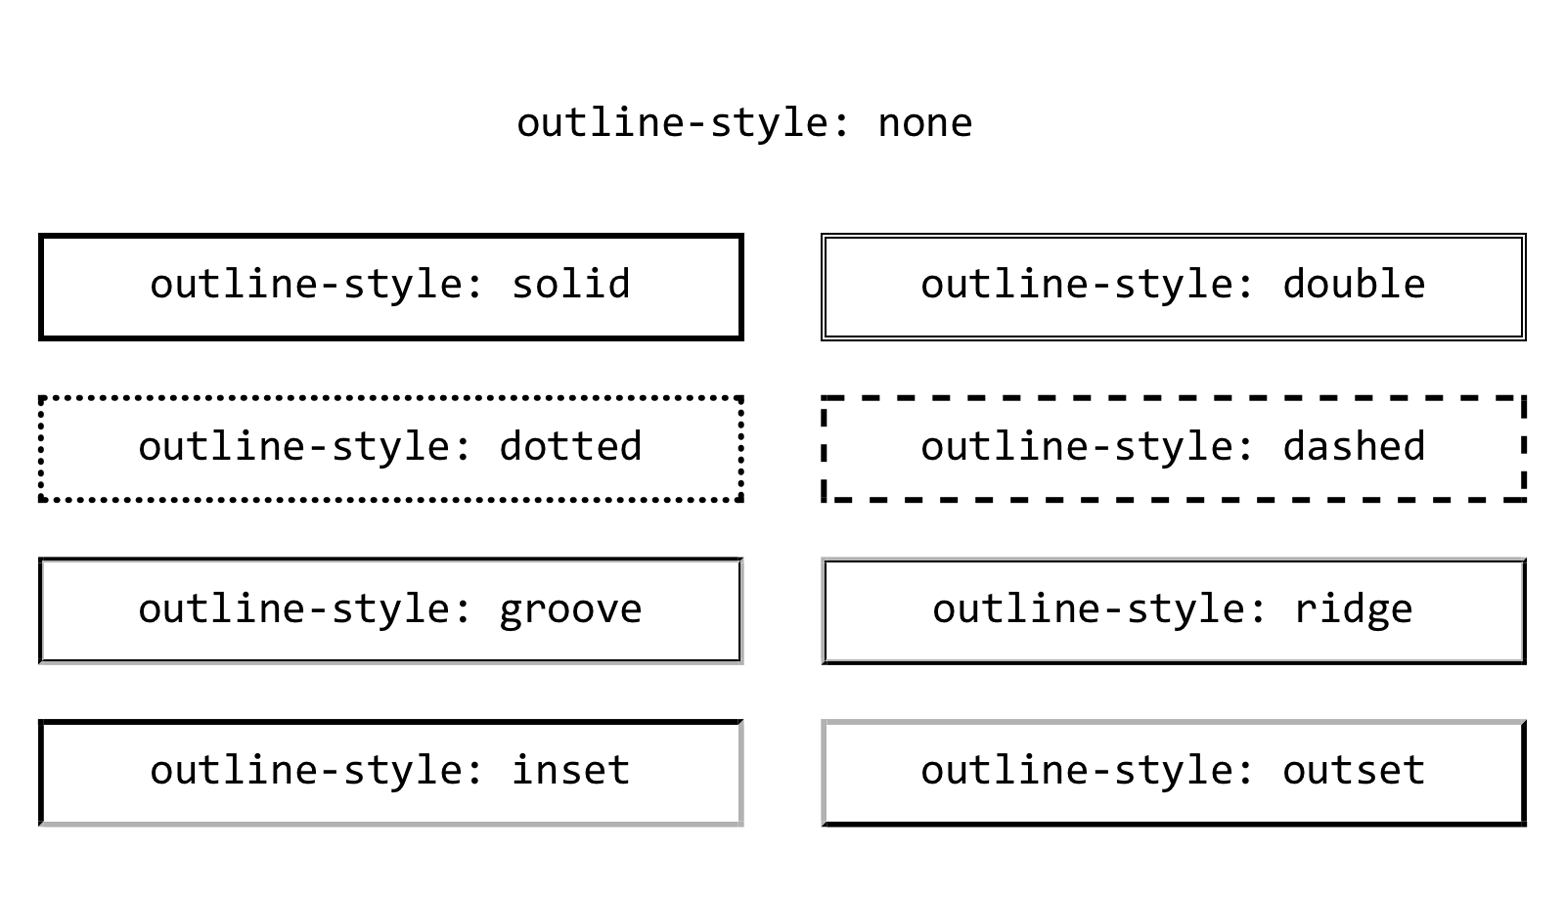 outline-style: none
outline-style: solid
outline-style: double
outline-style: dotted
outline-style: dashed
outline-style: groove
outline-style: ridge
outline-style: inset
outline-style: outset